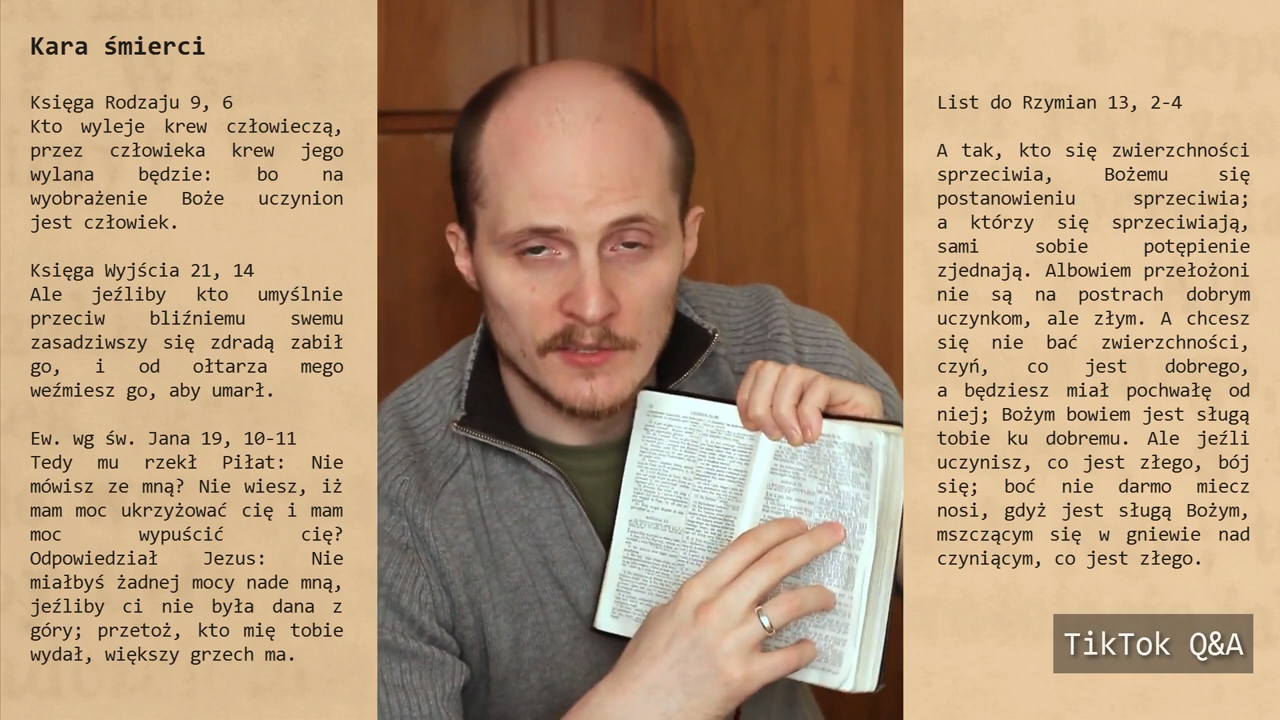 Kara śmierci
Księga Rodzaju 9, 6
Kto wyleje krew człowieczą,
przez człowieka krew jego
wylana będzie: bo na
wyobrażenie Boże uczynion
jest człowiek.
Księga Wyjścia 21, 14
Ale jeźliby kto umyślnie
przeciw bliźniemu swemu
zasadziwszy się zdradą zabił
go, i od ołtarza mego
weźmiesz go, aby umarł.
Ew. wg św. Jana 19, 10-11
Tedy mu rzekł Piłat: Nie
mówisz ze mną? Nie wiesz, iż
mam moc ukrzyżować cię i mam
moc wypuścić cię?
Odpowiedział Jezus: Nie
miałbyś żadnej mocy nade mną,
jeźliby ci nie była dana z
góry; przetoż, kto mię tobie
wydał, większy grzech ma.
List do Rzymian 13, 2-4
A tak, kto się zwierzchności
sprzeciwia, Bożemu się
postanowieniu sprzeciwia;
a którzy się sprzeciwiają,
sami sobie potępienie
zjednają. Albowiem przełożoni
nie są na postrach dobrym
uczynkom, ale złym. A chcesz
się nie bać zwierzchności,
czyń, co jest dobrego,
a będziesz miał pochwałę od
niej; Bożym bowiem jest sługą
tobie ku dobremu. Ale jeźli
uczynisz, co jest złego, bój
się; boć nie darmo miecz
nosi, gdyż jest sługą Bożym,
mszczącym się w gniewie nad
czyniącym, co jest złego.
TikTok Q&A